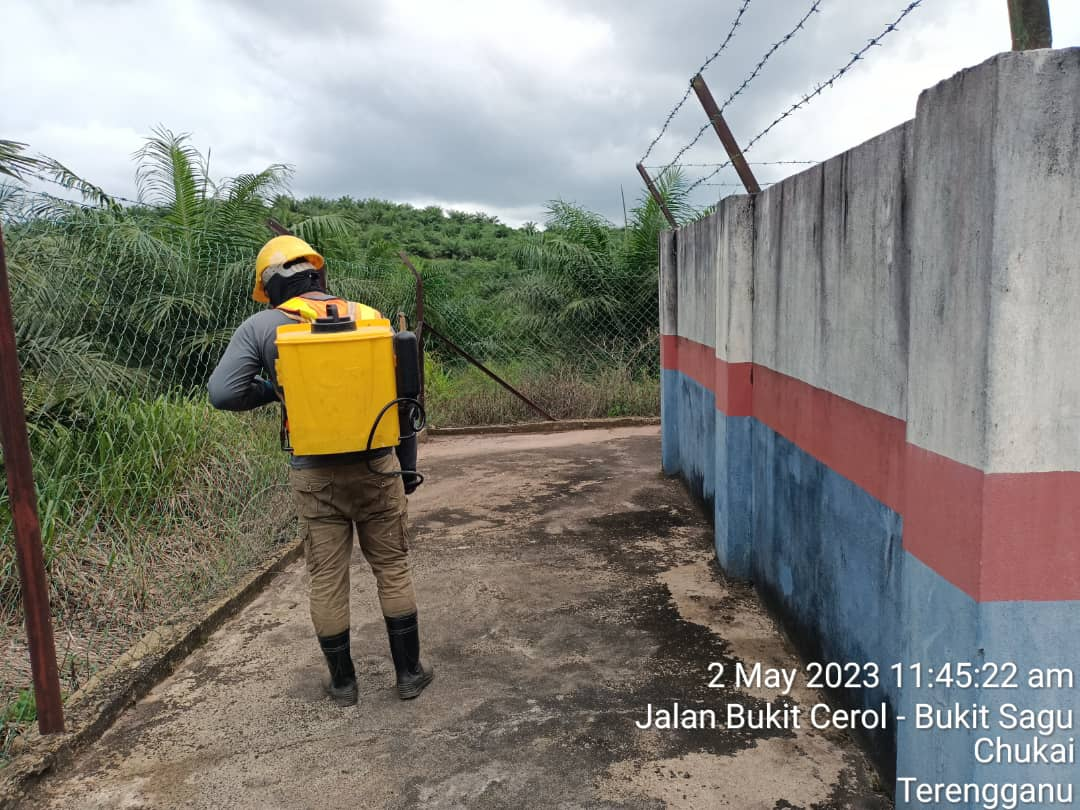 2 May 2023 11:45:22 am
Jalan Bukit Cerol - Bukit Sagu
Chukai
Terengganu